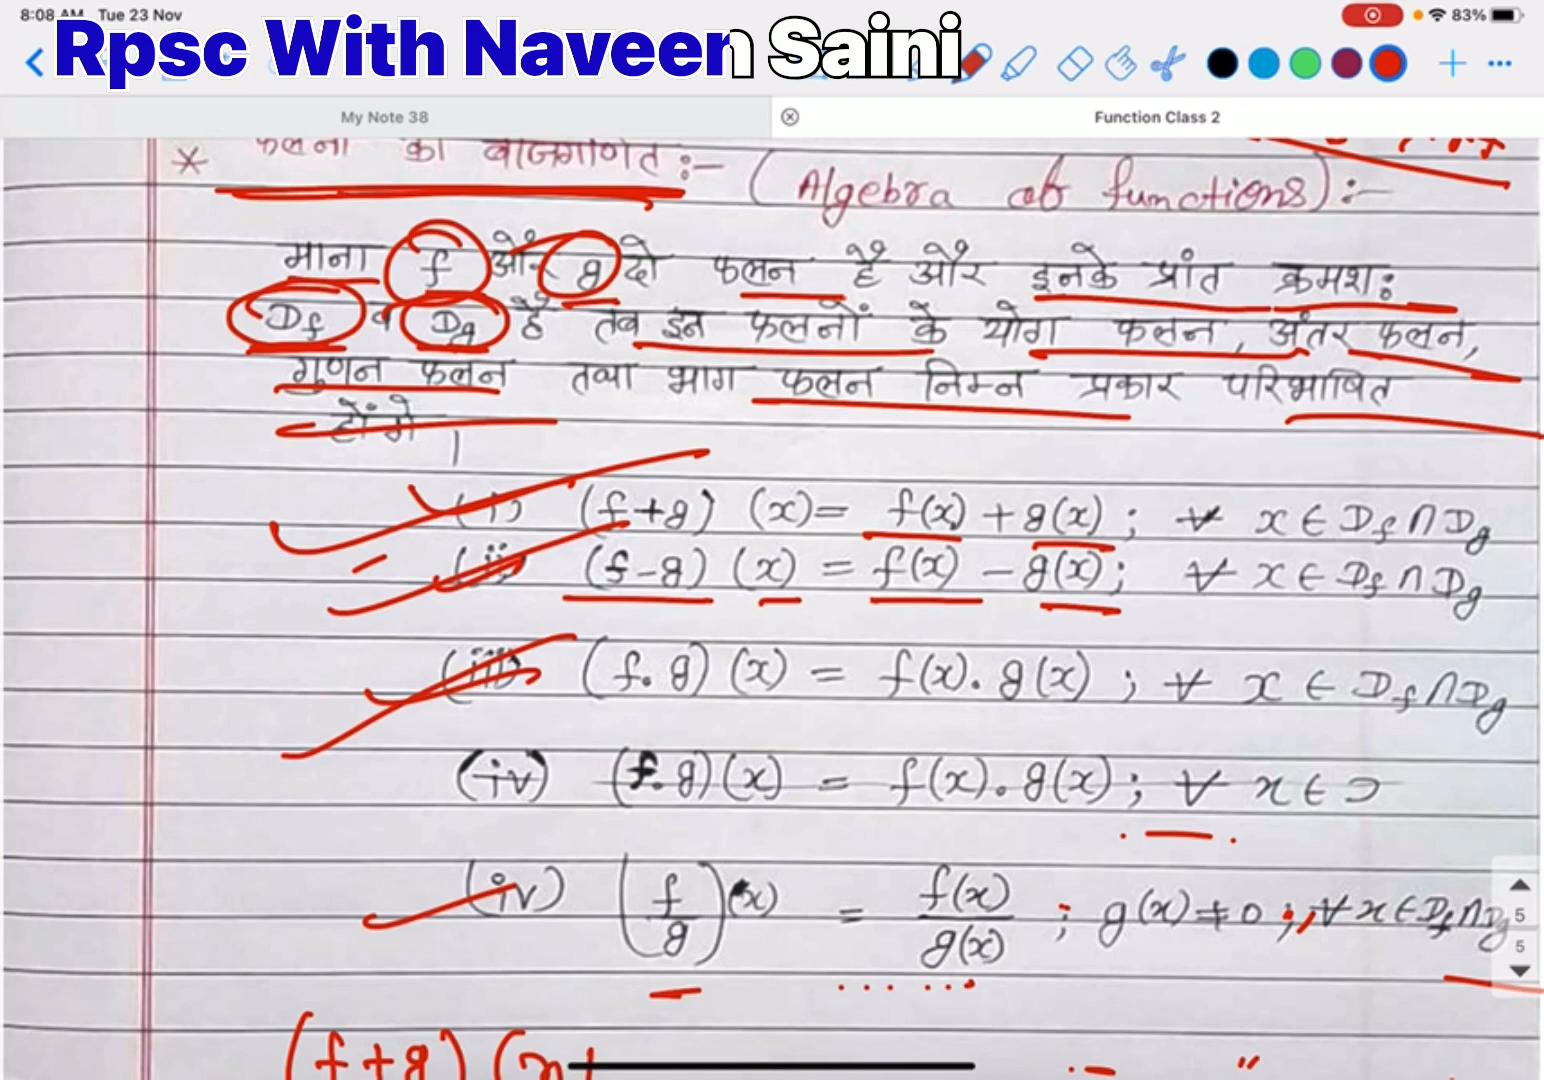 8:08 AM Tue 23 Nov
83%
Rpsc With Naveen Saini
My Note 38
Function Class 2
* फलनों का बीजगणित :- (Algebra of functions) :-
माना f और g दो फलन है और इनके प्रांत क्रमशः
Df व Dg है तब इन फलनों के योग फलन, अंतर फलन,
गुणन फलन तथा भाग फलन निम्न प्रकार परिभाषित
होंगे ।
(i) (f+g) (x) = f(x) + g(x) ; ∀ x ∈ Df ∩ Dg
(ii) (f-g) (x) = f(x) - g(x) ; ∀ x ∈ Df ∩ Dg
(iii) (f.g) (x) = f(x). g(x) ; ∀ x ∈ Df ∩ Dg
(iv) (f.g)(x) = f(x). g(x) ; ∀ x ∈ ⊃
(iv) (f/g)(x) = f(x)/g(x) ; g(x) ≠ 0 ; ∀ x ∈ Df ∩ Dg
5
5
(f+g) (x)